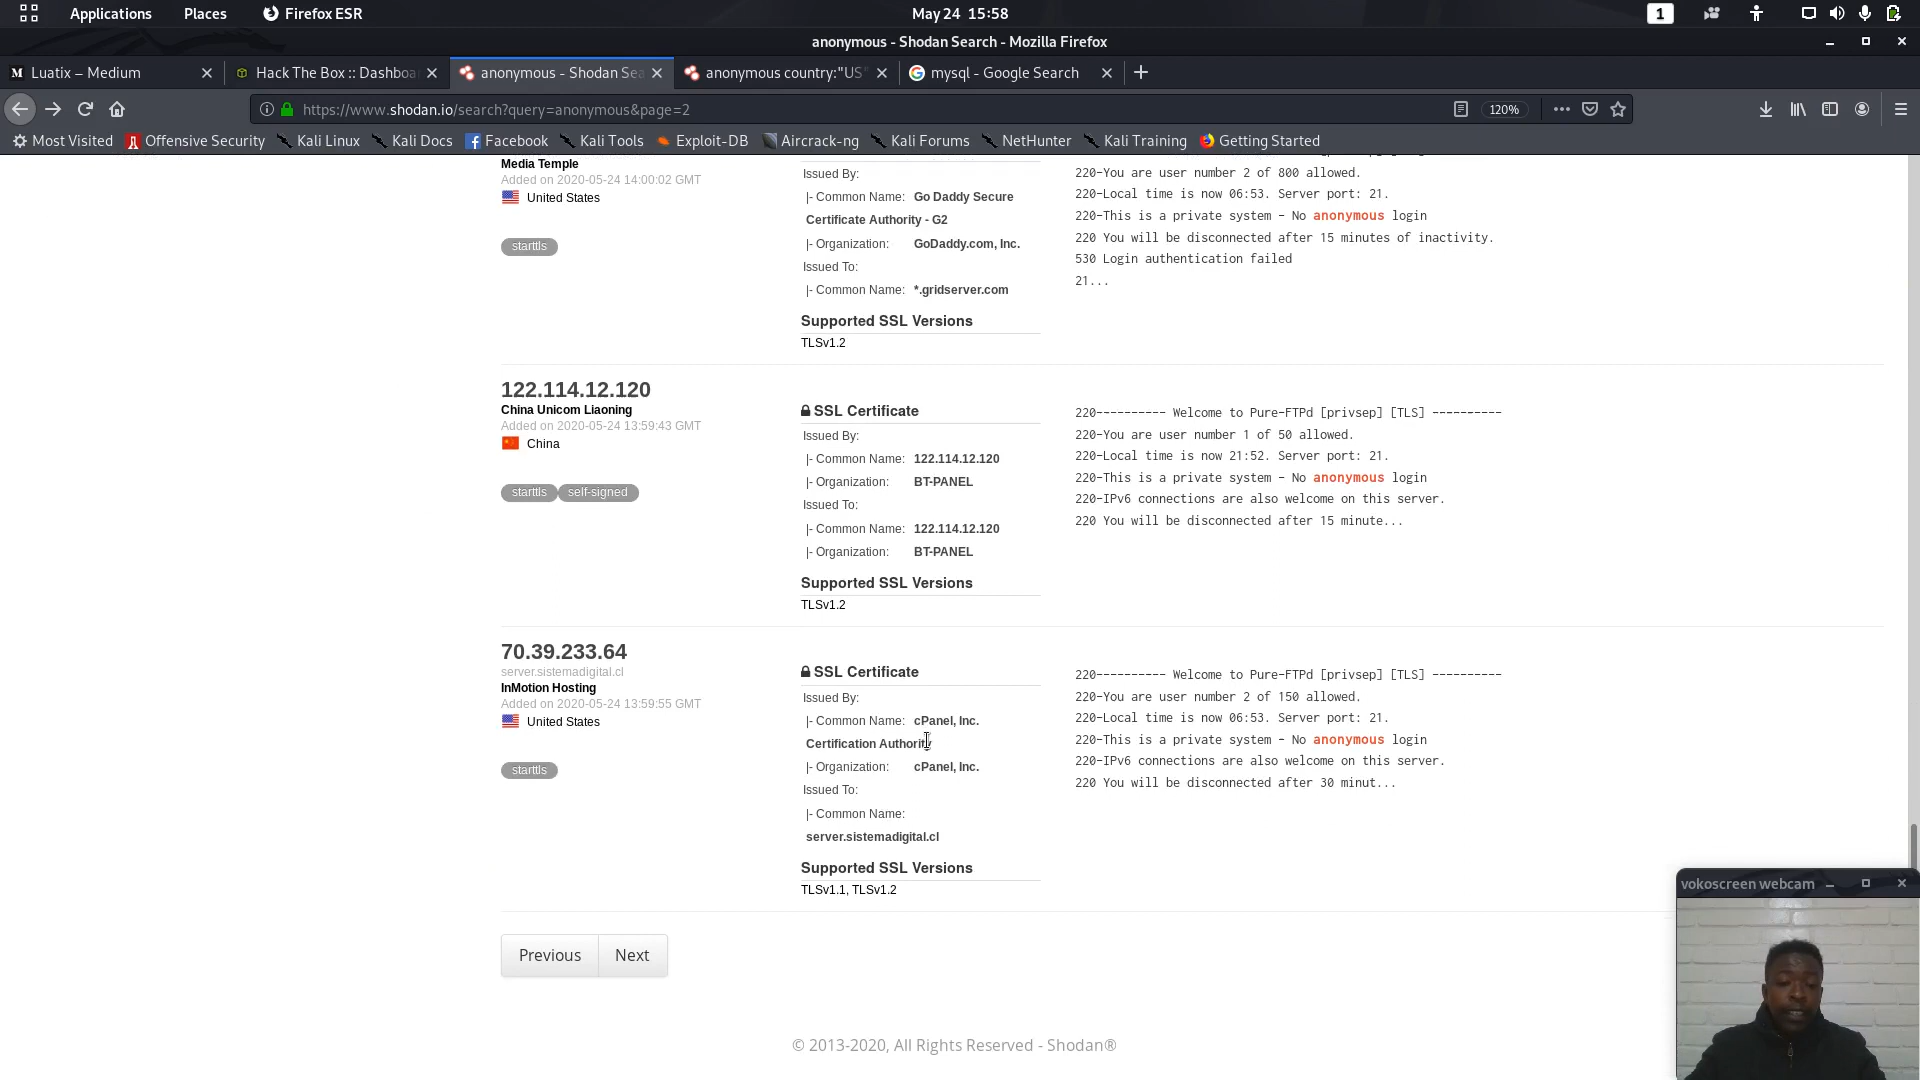 Applications Places Firefox ESR May 24 15:58 1
anonymous - Shodan Search - Mozilla Firefox
Luatix – Medium Hack The Box :: Dashboa anonymous - Shodan Sea anonymous country:"US" mysql - Google Search
https://www.shodan.io/search?query=anonymous&page=2 120%
Most Visited Offensive Security Kali Linux Kali Docs Facebook Kali Tools Exploit-DB Aircrack-ng Kali Forums NetHunter Kali Training Getting Started
Media Temple
Added on 2020-05-24 14:00:02 GMT
United States
starttls
Issued By:
|- Common Name: Go Daddy Secure
Certificate Authority - G2
|- Organization: GoDaddy.com, Inc.
Issued To:
|- Common Name: *.gridserver.com
Supported SSL Versions
TLSv1.2
220-You are user number 2 of 800 allowed.
220-Local time is now 06:53. Server port: 21.
220-This is a private system - No anonymous login
220 You will be disconnected after 15 minutes of inactivity.
530 Login authentication failed
21...
122.114.12.120
China Unicom Liaoning
Added on 2020-05-24 13:59:43 GMT
China
starttls self-signed
SSL Certificate
Issued By:
|- Common Name: 122.114.12.120
|- Organization: BT-PANEL
Issued To:
|- Common Name: 122.114.12.120
|- Organization: BT-PANEL
Supported SSL Versions
TLSv1.2
220---------- Welcome to Pure-FTPd [privsep] [TLS] ----------
220-You are user number 1 of 50 allowed.
220-Local time is now 21:52. Server port: 21.
220-This is a private system - No anonymous login
220-IPv6 connections are also welcome on this server.
220 You will be disconnected after 15 minute...
70.39.233.64
server.sistemadigital.cl
InMotion Hosting
Added on 2020-05-24 13:59:55 GMT
United States
starttls
SSL Certificate
Issued By:
|- Common Name: cPanel, Inc.
Certification Authority
|- Organization: cPanel, Inc.
Issued To:
|- Common Name:
server.sistemadigital.cl
Supported SSL Versions
TLSv1.1, TLSv1.2
220---------- Welcome to Pure-FTPd [privsep] [TLS] ----------
220-You are user number 2 of 150 allowed.
220-Local time is now 06:53. Server port: 21.
220-This is a private system - No anonymous login
220-IPv6 connections are also welcome on this server.
220 You will be disconnected after 30 minut...
Previous Next
© 2013-2020, All Rights Reserved - Shodan®
vokoscreen webcam